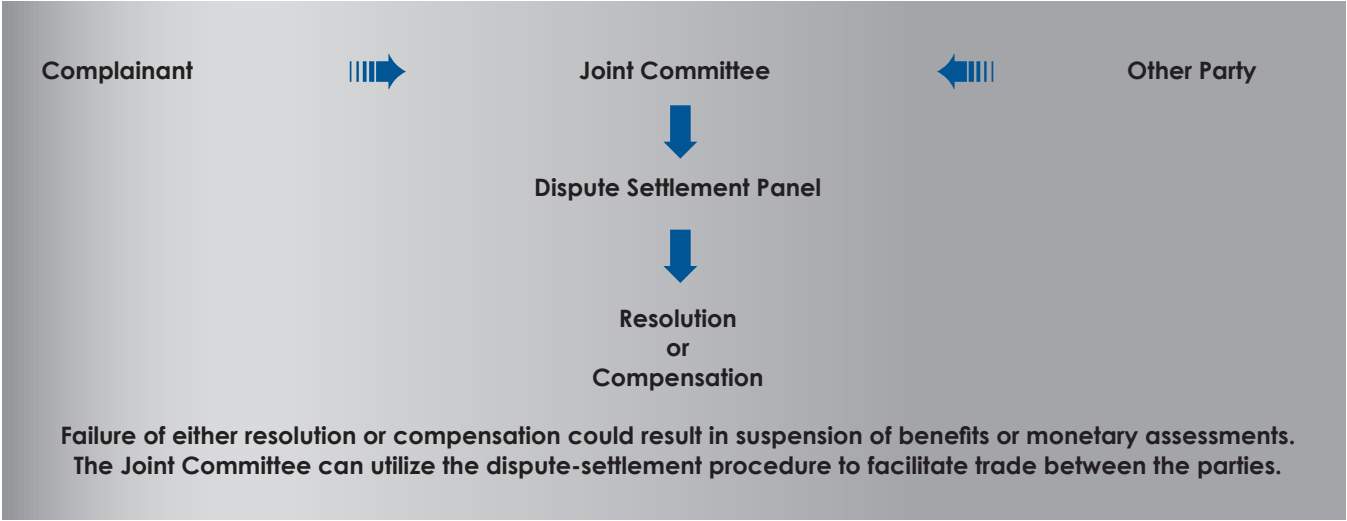 Complainant
Joint Committee
Other Party
Dispute Settlement Panel
Resolution
or
Compensation
Failure of either resolution or compensation could result in suspension of benefits or monetary assessments.
The Joint Committee can utilize the dispute-settlement procedure to facilitate trade between the parties.